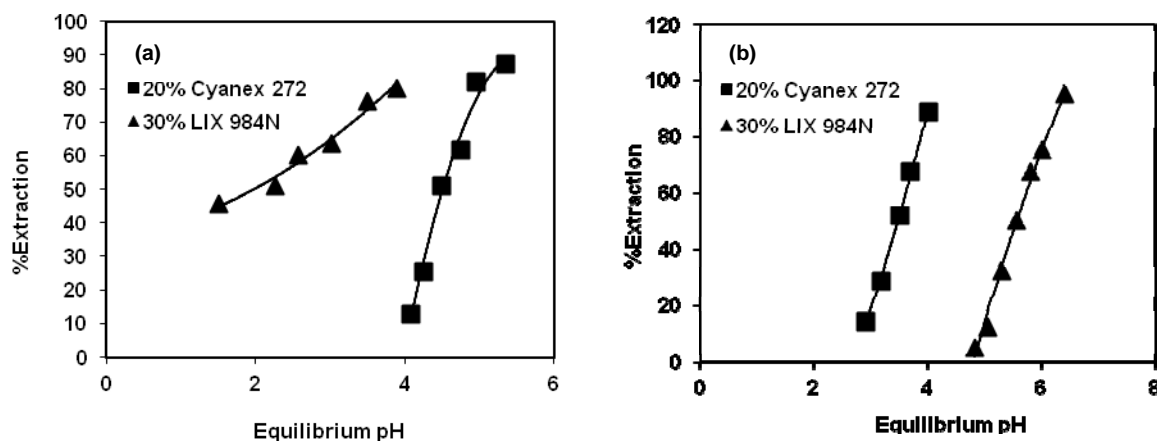 100
90
80
70
60
50
40
30
20
10
0
(a)
20% Cyanex 272
30% LIX 984N
%Extraction
0 2 4 6
Equilibrium pH
120
100
80
60
40
20
0
(b)
20% Cyanex 272
30% LIX 984N
%Extraction
0 2 4 6 8
Equilibrium pH